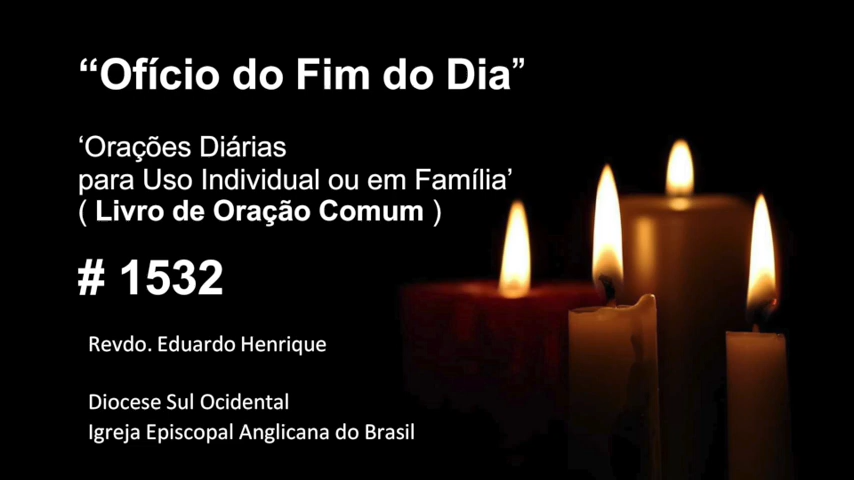 “Ofício do Fim do Dia”
‘Orações Diárias
para Uso Individual ou em Família’
( Livro de Oração Comum )
# 1532
Revdo. Eduardo Henrique
Diocese Sul Ocidental
Igreja Episcopal Anglicana do Brasil